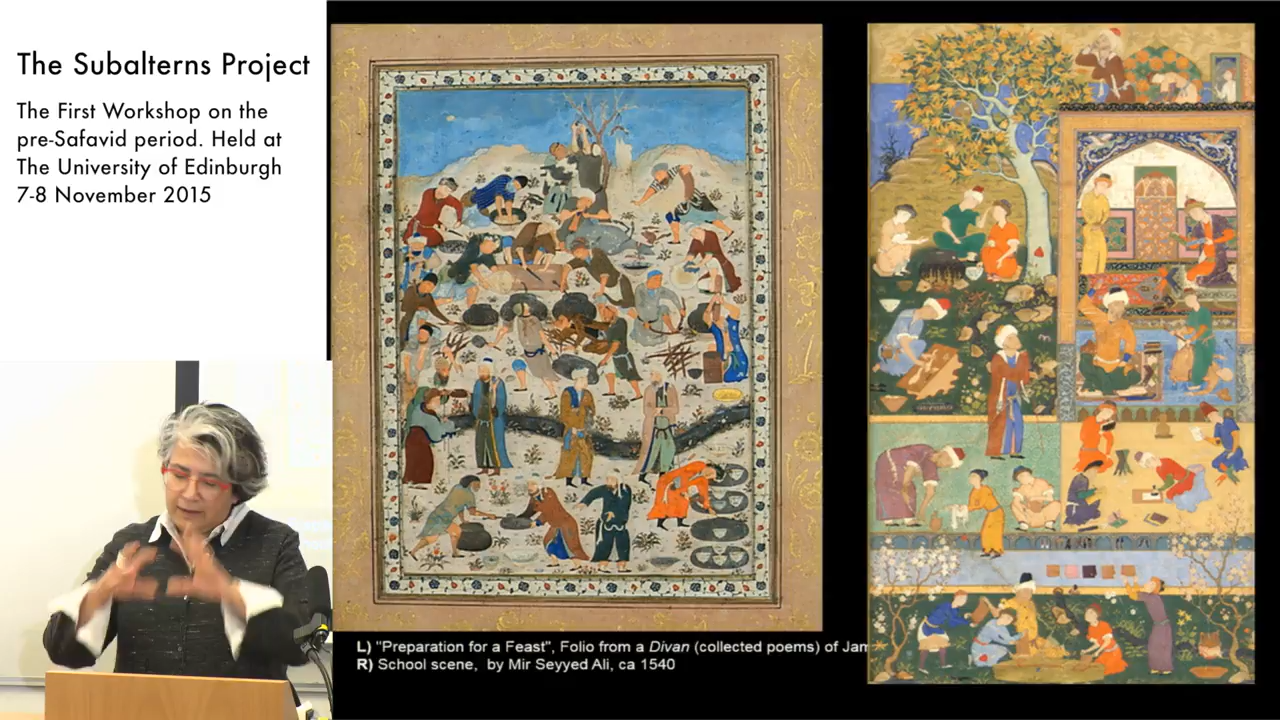 The Subalterns Project
The First Workshop on the
pre-Safavid period. Held at
The University of Edinburgh
7-8 November 2015
L) "Preparation for a Feast", Folio from a Divan (collected poems) of Jam
R) School scene, by Mir Seyyed Ali, ca 1540